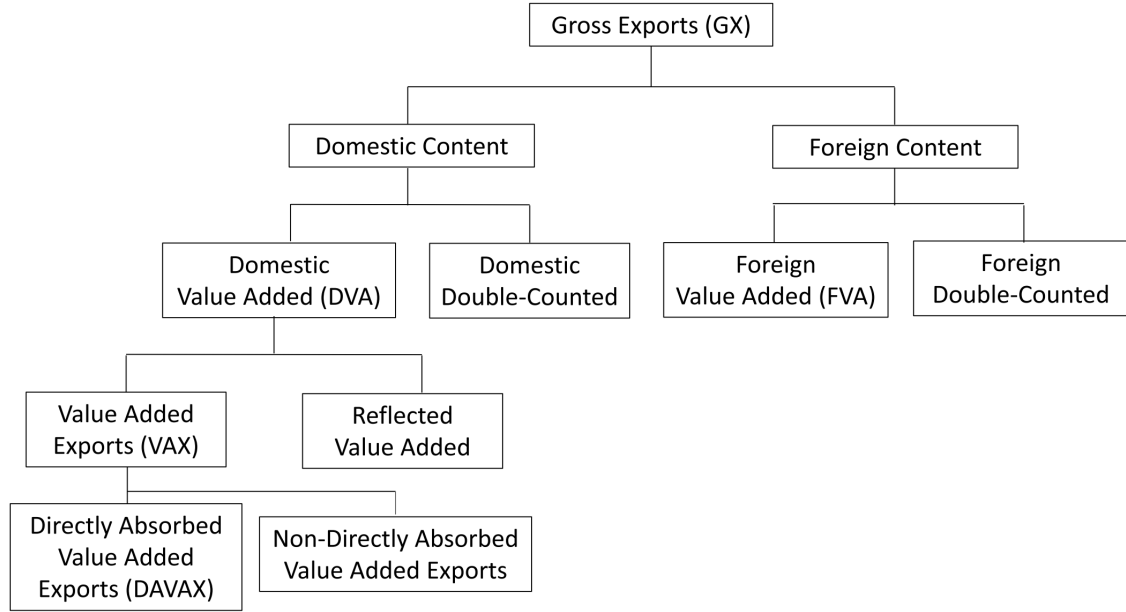 Gross Exports (GX)
Domestic Content
Foreign Content
Domestic
Value Added (DVA)
Domestic
Double-Counted
Foreign
Value Added (FVA)
Foreign
Double-Counted
Value Added
Exports (VAX)
Reflected
Value Added
Directly Absorbed
Value Added
Exports (DAVAX)
Non-Directly Absorbed
Value Added Exports